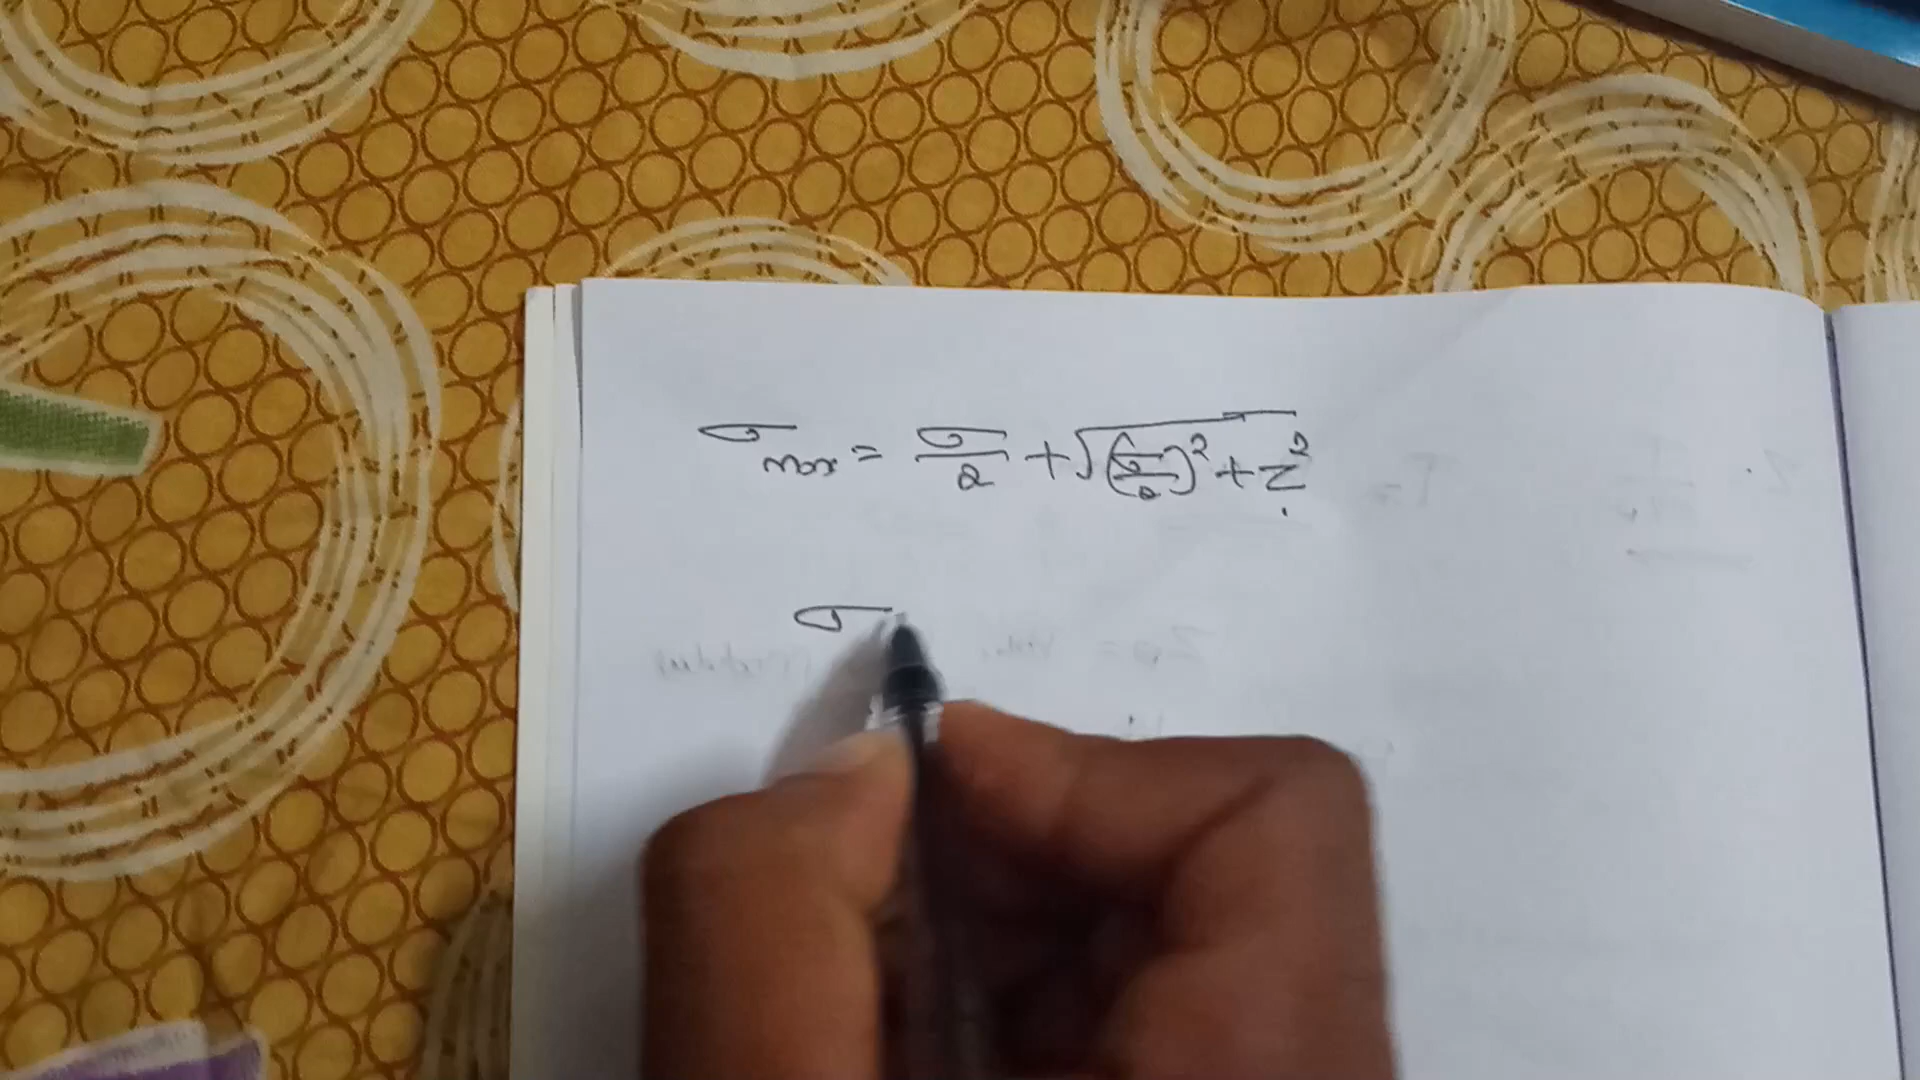 σmax = σ/2 + √((σ/2)² + τ²)
σ